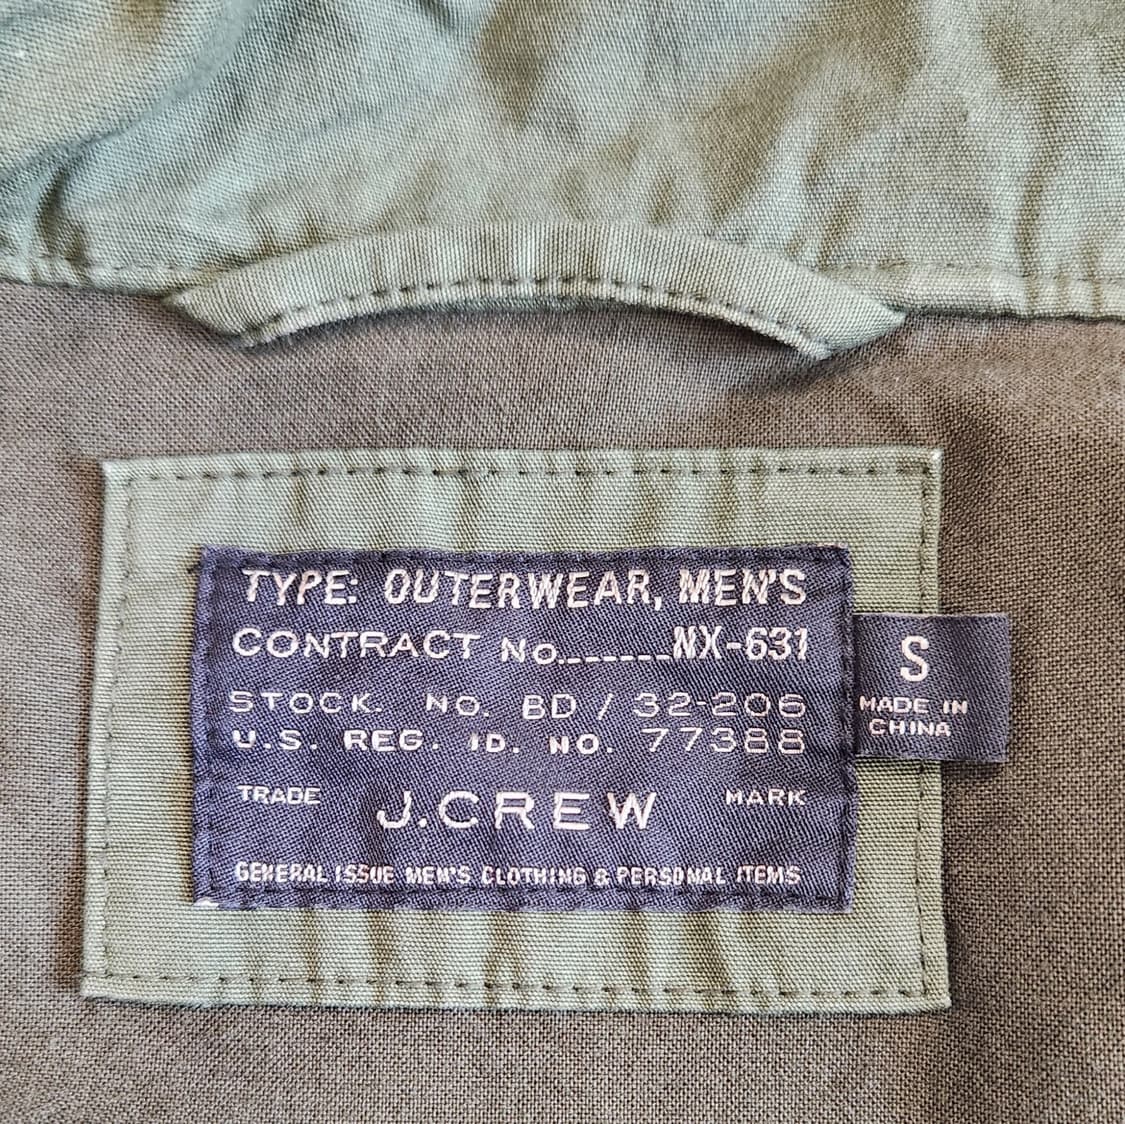 TYPE: OUTERWEAR, MEN'S
CONTRACT No._______NX-631
STOCK. NO. BD / 32-206
U.S. REG. ID. NO. 77388
TRADE J.CREW MARK
GENERAL ISSUE MEN'S CLOTHING & PERSONAL ITEMS
S
MADE IN
CHINA